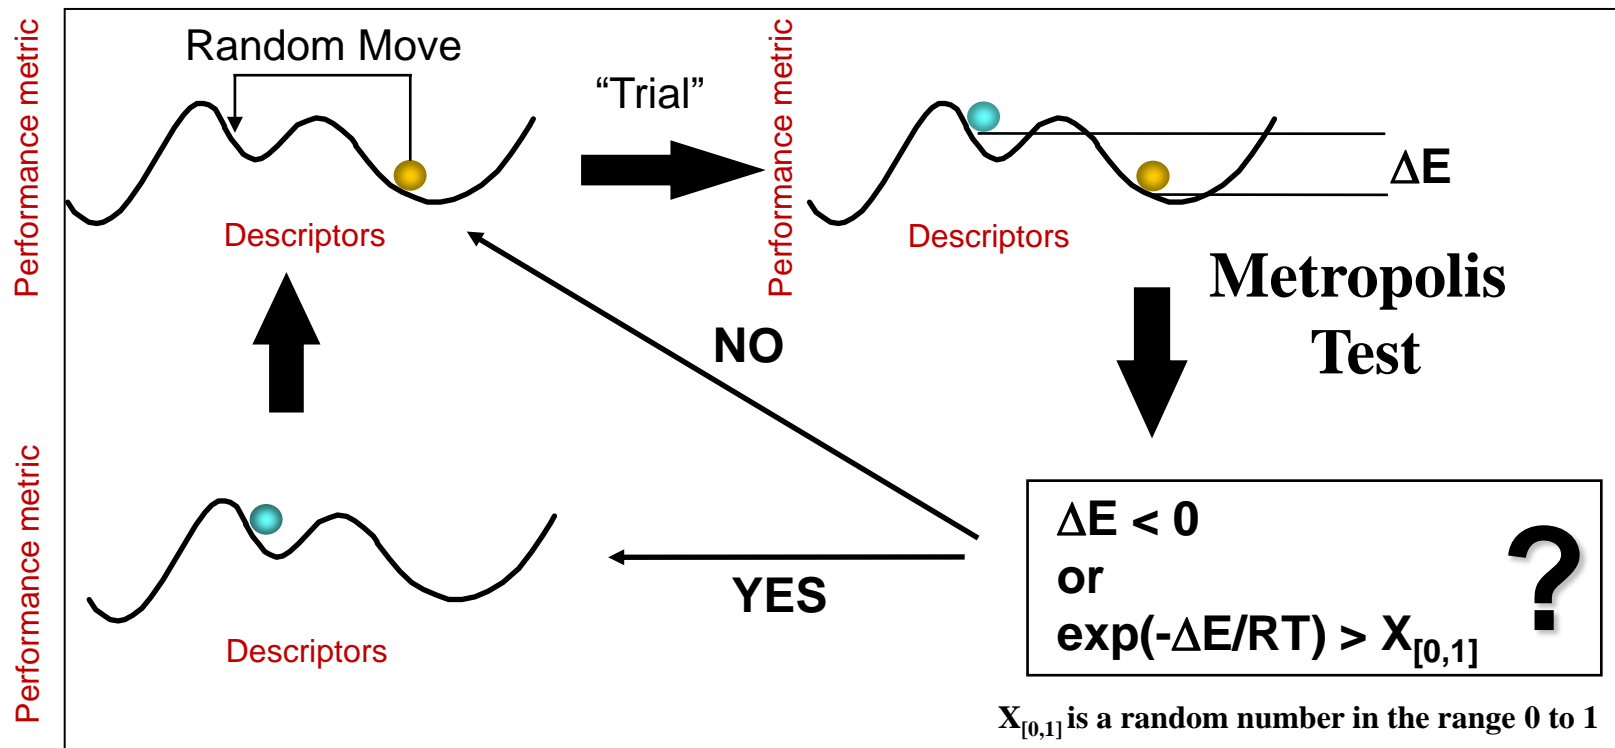 Performance metric
Random Move
Descriptors
“Trial”
Performance metric
ΔE
Descriptors
Metropolis
Test
NO
YES
Performance metric
Descriptors
ΔE < 0
or
exp(-ΔE/RT) > X[0,1]
?
X[0,1] is a random number in the range 0 to 1